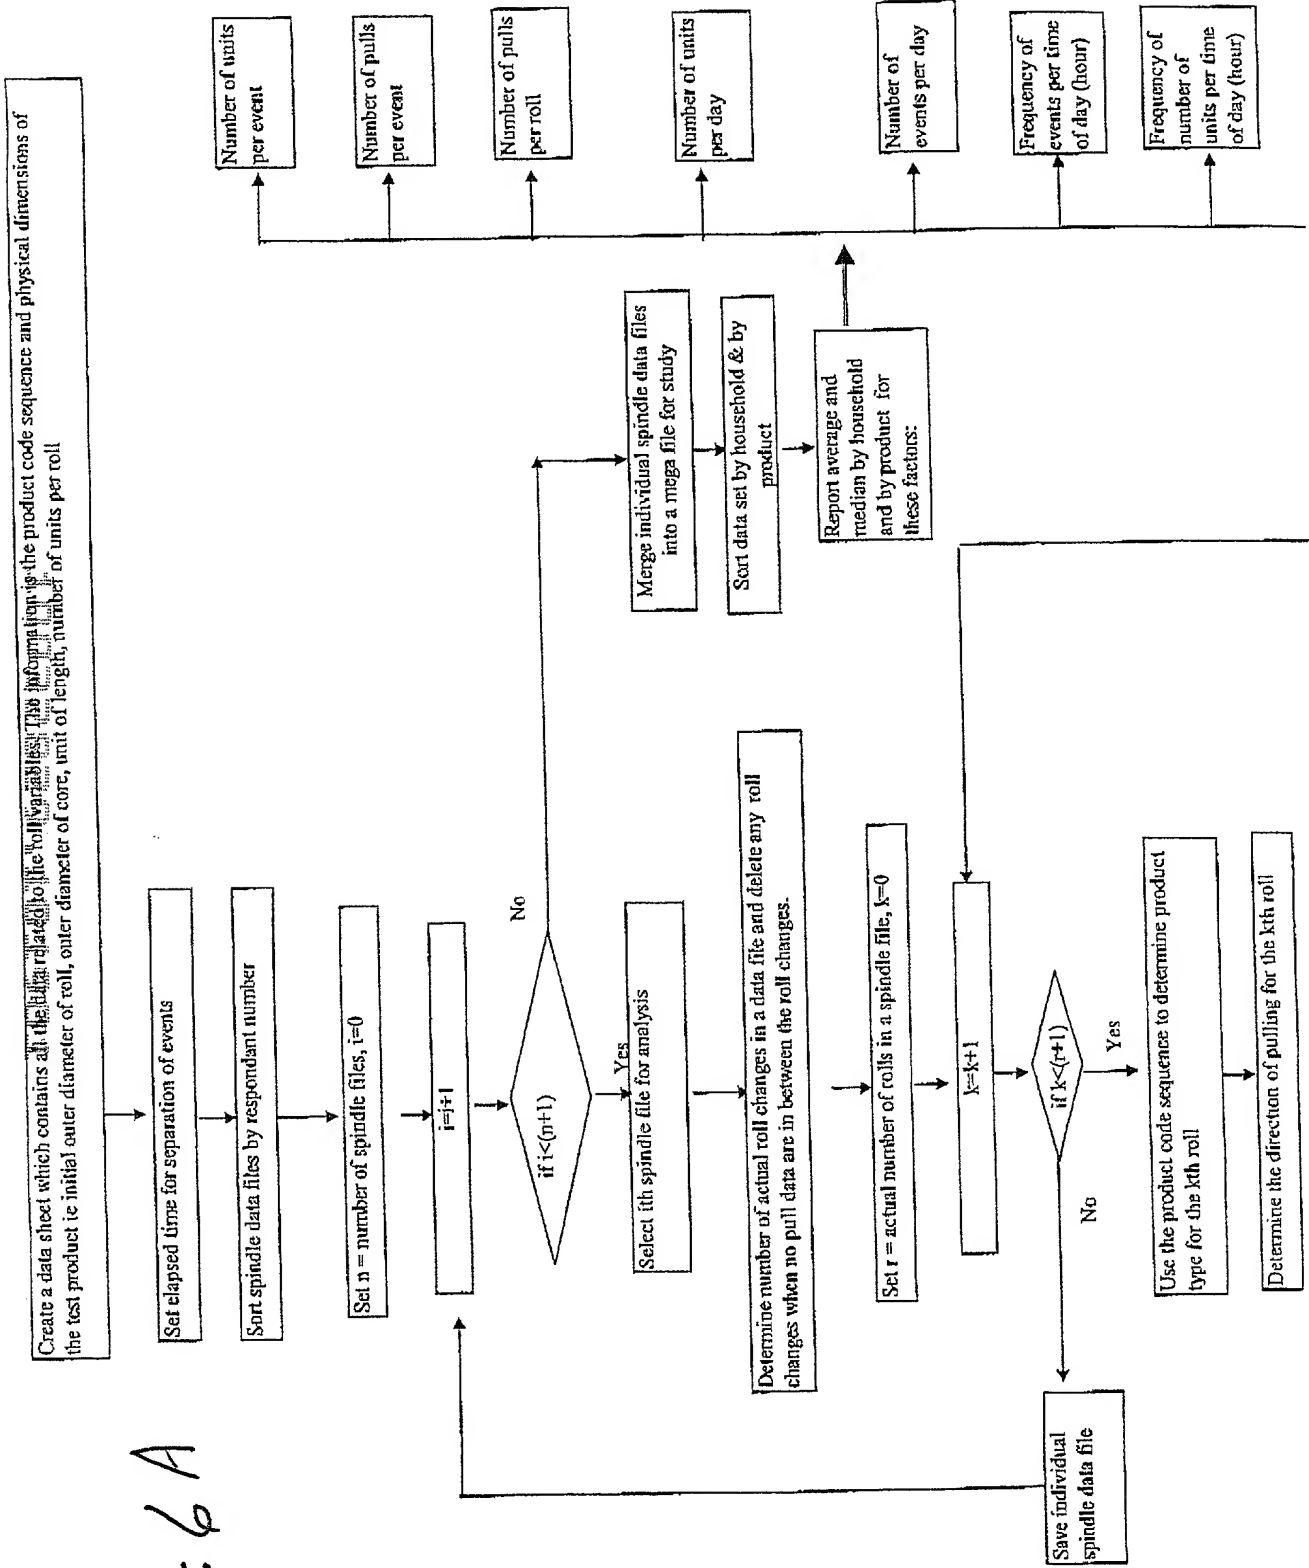 Create a data sheet which contains all the data related to the roll variables. The information is the product code sequence and physical dimensions of
the test product ie initial outer diameter of roll, outer diameter of core, unit of length, number of units per roll
Set elapsed time for separation of events
Sort spindle data files by respondant number
Set n = number of spindle files, i=0
i=j+1
if i<(n+1)
No
Yes
Select ith spindle file for analysis
Determine number of actual roll changes in a data file and delete any roll
changes when no pull data are in between the roll changes.
Set r = actual number of rolls in a spindle file, k=0
k=k+1
if k<(r+1)
Yes
No
Use the product code sequence to determine product
type for the kth roll
Determine the direction of pulling for the kth roll
Save individual
spindle data file
Merge individual spindle data files
into a mega file for study
Sort data set by household & by
product
Report average and
median by household
and by product for
these factors:
Number of units
per event
Number of pulls
per event
Number of pulls
per roll
Number of units
per day
Number of
events per day
Frequency of
events per time
of day (hour)
Frequency of
number of
units per time
of day (hour)
6 A